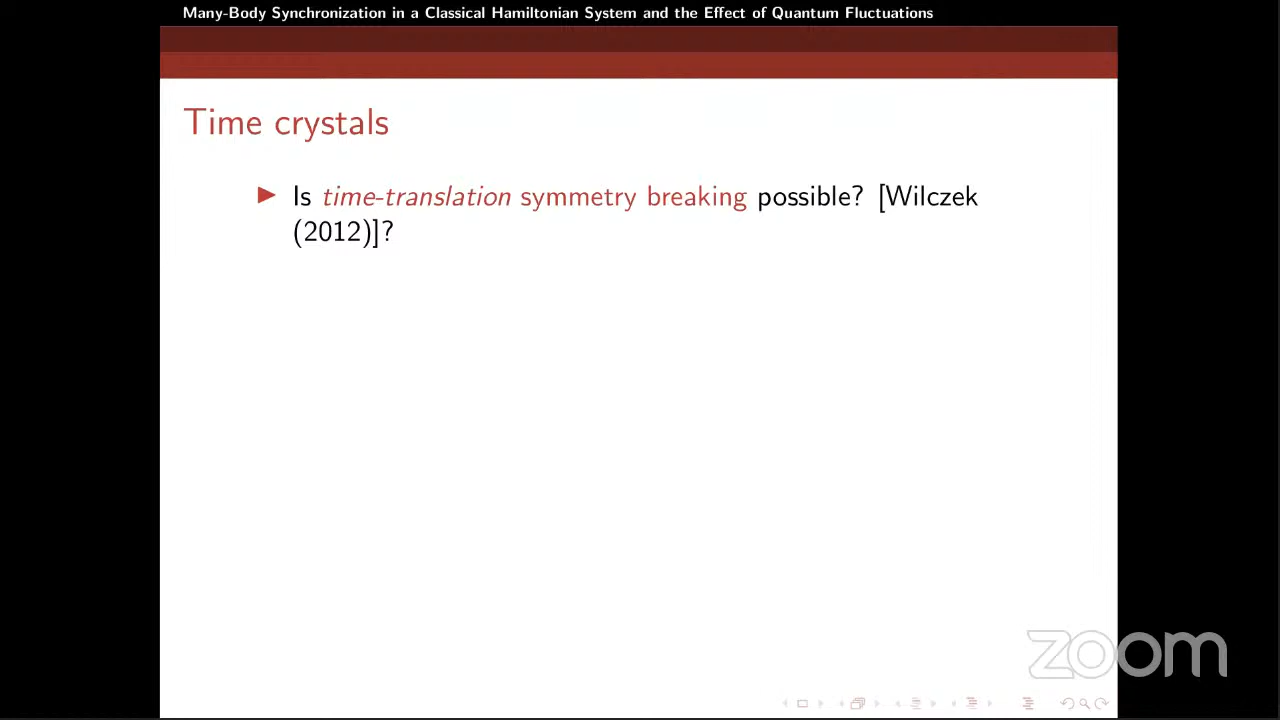 Many-Body Synchronization in a Classical Hamiltonian System and the Effect of Quantum Fluctuations
Time crystals
Is time-translation symmetry breaking possible? [Wilczek
(2012)]?
zoom